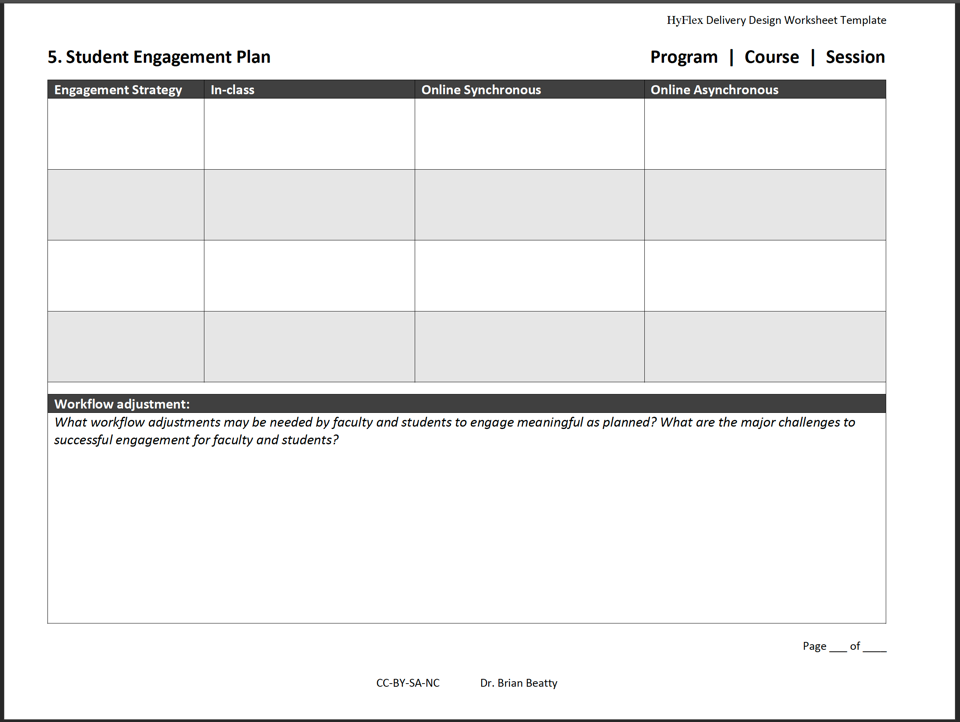 HyFlex Delivery Design Worksheet Template
5. Student Engagement Plan Program | Course | Session
Engagement Strategy In-class Online Synchronous Online Asynchronous
Workflow adjustment:
What workflow adjustments may be needed by faculty and students to engage meaningful as planned? What are the major challenges to
successful engagement for faculty and students?
Page ___ of ____
CC-BY-SA-NC Dr. Brian Beatty